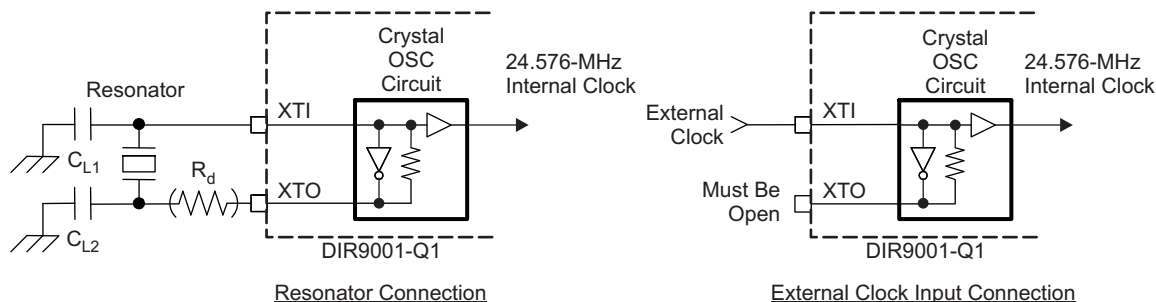 Resonator
C_L1
C_L2
R_d
XTI
XTO
Crystal
OSC
Circuit
24.576-MHz
Internal Clock
DIR9001-Q1
Resonator Connection
External
Clock
Must Be
Open
XTI
XTO
Crystal
OSC
Circuit
24.576-MHz
Internal Clock
DIR9001-Q1
External Clock Input Connection